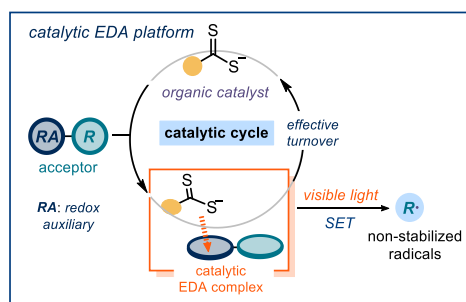 catalytic EDA platform
S
S⁻
organic catalyst
RA
R
acceptor
catalytic cycle
effective
turnover
RA: redox
auxiliary
S
S⁻
catalytic
EDA complex
visible light
SET
R·
non-stabilized
radicals